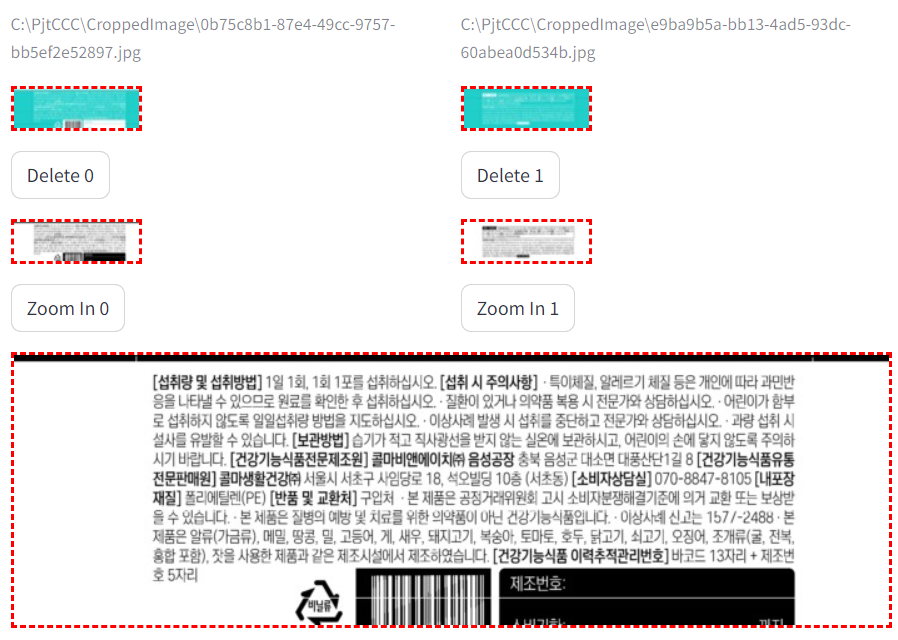 C:\PjtCCC\CroppedImage\0b75c8b1-87e4-49cc-9757-
bb5ef2e52897.jpg
C:\PjtCCC\CroppedImage\e9ba9b5a-bb13-4ad5-93dc-
60abea0d534b.jpg
Delete 0
Delete 1
Zoom In 0
Zoom In 1
[섭취량 및 섭취방법] 1일 1회, 1회 1포를 섭취하십시오. [섭취 시 주의사항] · 특이체질, 알레르기 체질 등은 개인에 따라 과민반
응을 나타낼 수 있으므로 원료를 확인한 후 섭취하십시오. · 질환이 있거나 의약품 복용 시 전문가와 상담하십시오. · 어린이가 함부
로 섭취하지 않도록 일일섭취량 방법을 지도하십시오. · 이상사례 발생 시 섭취를 중단하고 전문가와 상담하십시오. · 과량 섭취 시
설사를 유발할 수 있습니다. [보관방법] 습기가 적고 직사광선을 받지 않는 실온에 보관하시고, 어린이의 손에 닿지 않도록 주의하
시기 바랍니다. [건강기능식품전문제조원] 콜마비앤에이치㈜ 음성공장 충북 음성군 대소면 대풍산단1길 8 [건강기능식품유통
전문판매원] 콜마생활건강㈜ 서울시 서초구 사임당로 18, 석오빌딩 10층 (서초동) [소비자상담실] 070-8847-8105 [내포장
재질] 폴리에틸렌(PE) [반품 및 교환처] 구입처 · 본 제품은 공정거래위원회 고시 소비자분쟁해결기준에 의거 교환 또는 보상받
을 수 있습니다. · 본 제품은 질병의 예방 및 치료를 위한 의약품이 아닌 건강기능식품입니다. · 이상사례 신고는 1577-2488 · 본
제품은 알류(가금류), 메밀, 땅콩, 밀, 고등어, 게, 새우, 돼지고기, 복숭아, 토마토, 호두, 닭고기, 쇠고기, 오징어, 조개류(굴, 전복,
홍합 포함), 잣을 사용한 제품과 같은 제조시설에서 제조하였습니다. [건강기능식품 이력추적관리번호] 바코드 13자리 + 제조번
호 5자리
비닐류
제조번호: